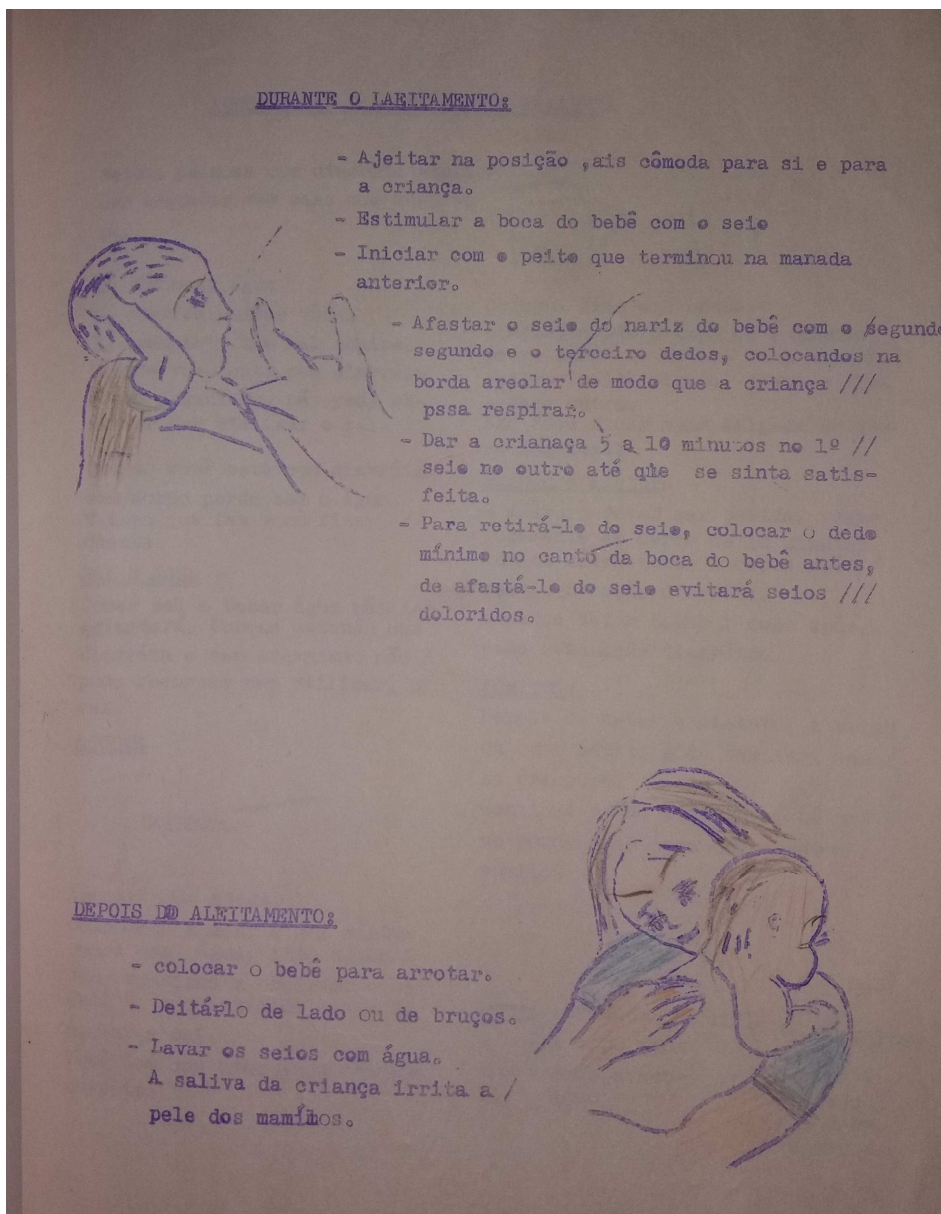 DURANTE O LAEITAMENTO:
- Ajeitar na posição ,ais cômoda para si e para
a criança.
- Estimular a boca do bebê com o seio
- Iniciar com o peito que terminou na manada
anterior.
- Afastar o seio do nariz do bebê com o segundo
segundo e o terceiro dedos, colocandos na
borda areolar de modo que a criança ///
pssa respirar.
- Dar a crianaça 5 a 10 minutos no 1º //
seio no outro até que se sinta satis-
feita.
- Para retirá-lo do seio, colocar o dedo
mínimo no canto da boca do bebê antes,
de afastá-lo do seio evitará seios ///
doloridos.
DEPOIS DO ALEITAMENTO:
- colocar o bebê para arrotar.
- Deitárlo de lado ou de bruços.
- Lavar os seios com água.
A saliva da criança irrita a /
pele dos mamilhos.